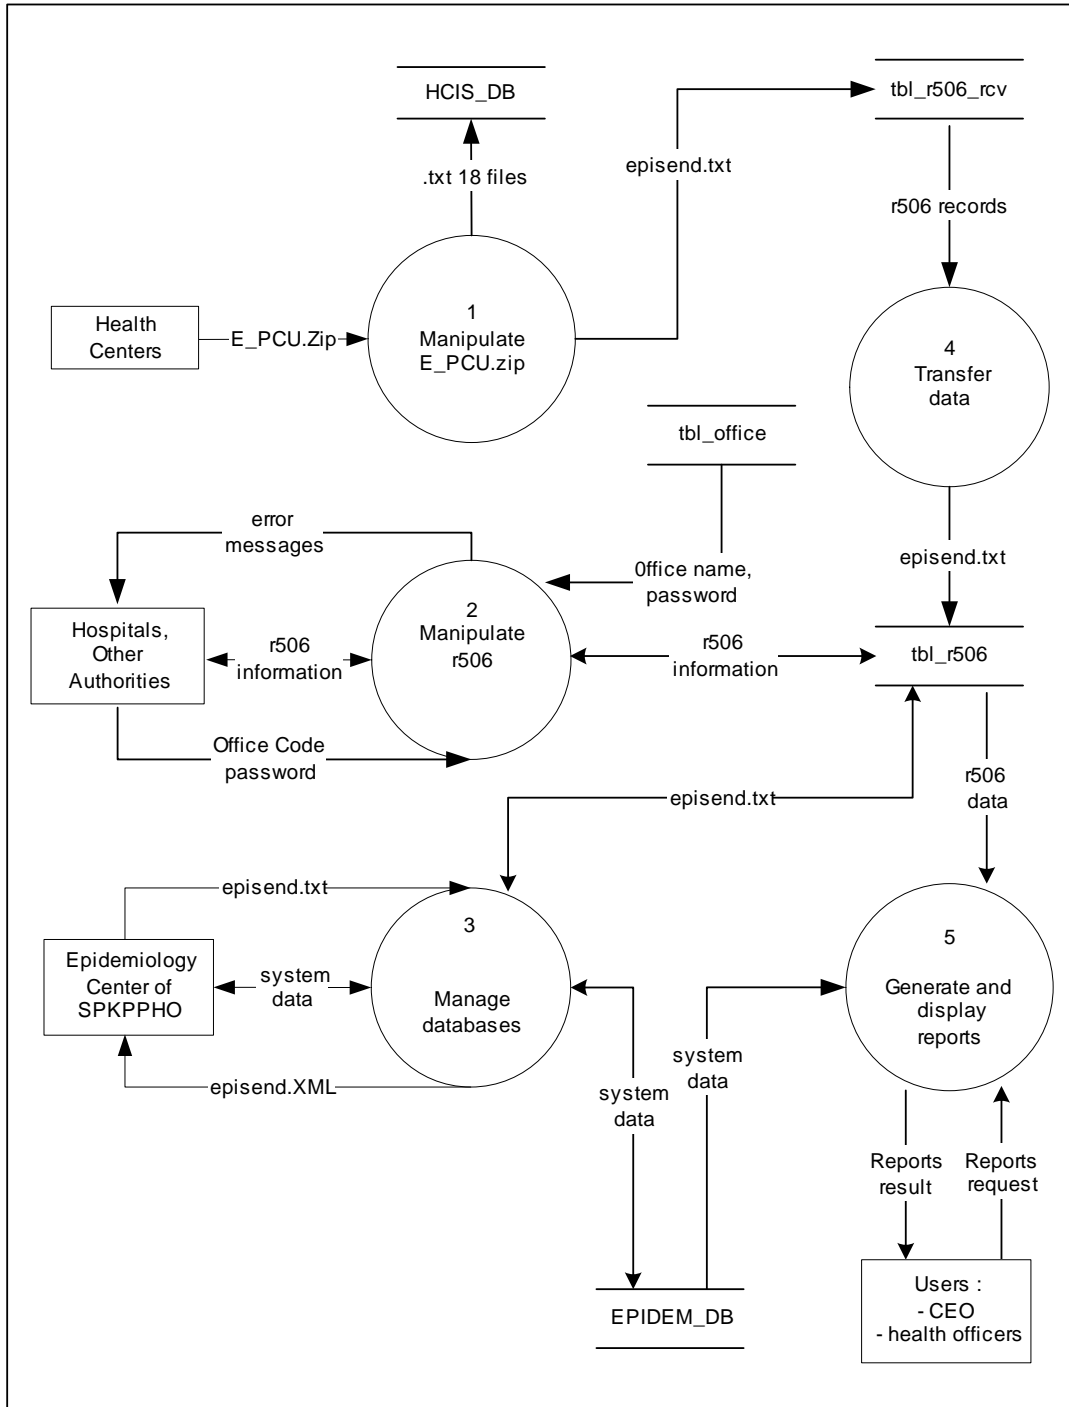 HCIS_DB
tbl_r506_rcv
.txt 18 files
episend.txt
r506 records
Health
Centers
E_PCU.Zip
1
Manipulate
E_PCU.zip
4
Transfer
data
tbl_office
error
messages
0ffice name,
password
episend.txt
Hospitals,
Other
Authorities
r506
information
2
Manipulate
r506
r506
information
tbl_r506
Office Code
password
episend.txt
r506
data
episend.txt
Epidemiology
Center of
SPKPPHO
system
data
3
Manage
databases
episend.XML
system
data
system
data
5
Generate and
display
reports
Reports
result
Reports
request
EPIDEM_DB
Users :
- CEO
- health officers